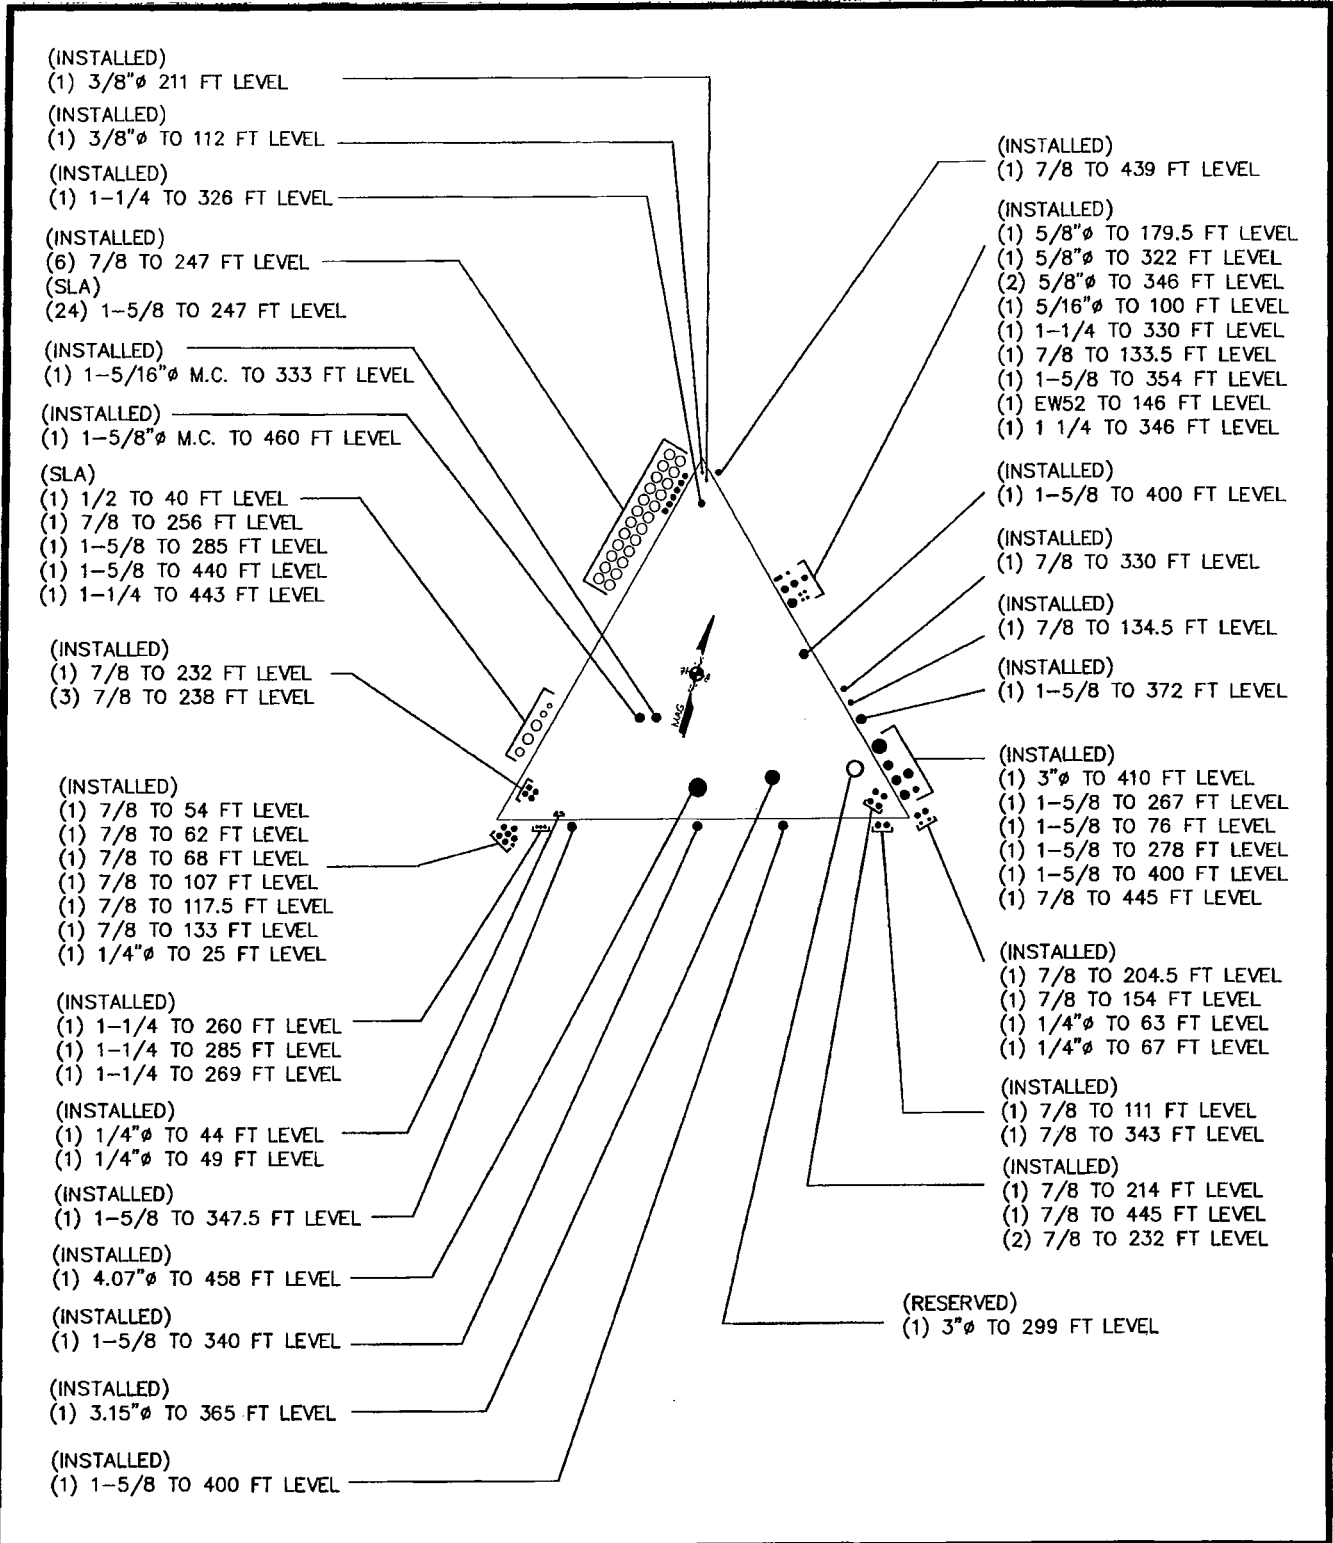 (INSTALLED)
(1) 3/8"ø 211 FT LEVEL
(INSTALLED)
(1) 3/8"ø TO 112 FT LEVEL
(INSTALLED)
(1) 1-1/4 TO 326 FT LEVEL
(INSTALLED)
(6) 7/8 TO 247 FT LEVEL
(SLA)
(24) 1-5/8 TO 247 FT LEVEL
(INSTALLED)
(1) 1-5/16"ø M.C. TO 333 FT LEVEL
(INSTALLED)
(1) 1-5/8"ø M.C. TO 460 FT LEVEL
(SLA)
(1) 1/2 TO 40 FT LEVEL
(1) 7/8 TO 256 FT LEVEL
(1) 1-5/8 TO 285 FT LEVEL
(1) 1-5/8 TO 440 FT LEVEL
(1) 1-1/4 TO 443 FT LEVEL
(INSTALLED)
(1) 7/8 TO 232 FT LEVEL
(3) 7/8 TO 238 FT LEVEL
(INSTALLED)
(1) 7/8 TO 54 FT LEVEL
(1) 7/8 TO 62 FT LEVEL
(1) 7/8 TO 68 FT LEVEL
(1) 7/8 TO 107 FT LEVEL
(1) 7/8 TO 117.5 FT LEVEL
(1) 7/8 TO 133 FT LEVEL
(1) 1/4"ø TO 25 FT LEVEL
(INSTALLED)
(1) 1-1/4 TO 260 FT LEVEL
(1) 1-1/4 TO 285 FT LEVEL
(1) 1-1/4 TO 269 FT LEVEL
(INSTALLED)
(1) 1/4"ø TO 44 FT LEVEL
(1) 1/4"ø TO 49 FT LEVEL
(INSTALLED)
(1) 1-5/8 TO 347.5 FT LEVEL
(INSTALLED)
(1) 4.07"ø TO 458 FT LEVEL
(INSTALLED)
(1) 1-5/8 TO 340 FT LEVEL
(INSTALLED)
(1) 3.15"ø TO 365 FT LEVEL
(INSTALLED)
(1) 1-5/8 TO 400 FT LEVEL
MAG
(INSTALLED)
(1) 7/8 TO 439 FT LEVEL
(INSTALLED)
(1) 5/8"ø TO 179.5 FT LEVEL
(1) 5/8"ø TO 322 FT LEVEL
(2) 5/8"ø TO 346 FT LEVEL
(1) 5/16"ø TO 100 FT LEVEL
(1) 1-1/4 TO 330 FT LEVEL
(1) 7/8 TO 133.5 FT LEVEL
(1) 1-5/8 TO 354 FT LEVEL
(1) EW52 TO 146 FT LEVEL
(1) 1 1/4 TO 346 FT LEVEL
(INSTALLED)
(1) 1-5/8 TO 400 FT LEVEL
(INSTALLED)
(1) 7/8 TO 330 FT LEVEL
(INSTALLED)
(1) 7/8 TO 134.5 FT LEVEL
(INSTALLED)
(1) 1-5/8 TO 372 FT LEVEL
(INSTALLED)
(1) 3"ø TO 410 FT LEVEL
(1) 1-5/8 TO 267 FT LEVEL
(1) 1-5/8 TO 76 FT LEVEL
(1) 1-5/8 TO 278 FT LEVEL
(1) 1-5/8 TO 400 FT LEVEL
(1) 7/8 TO 445 FT LEVEL
(INSTALLED)
(1) 7/8 TO 204.5 FT LEVEL
(1) 7/8 TO 154 FT LEVEL
(1) 1/4"ø TO 63 FT LEVEL
(1) 1/4"ø TO 67 FT LEVEL
(INSTALLED)
(1) 7/8 TO 111 FT LEVEL
(1) 7/8 TO 343 FT LEVEL
(INSTALLED)
(1) 7/8 TO 214 FT LEVEL
(1) 7/8 TO 445 FT LEVEL
(2) 7/8 TO 232 FT LEVEL
(RESERVED)
(1) 3"ø TO 299 FT LEVEL